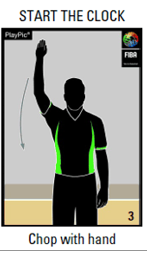 START THE CLOCK
PlayPic®
FIBA
3
Chop with hand